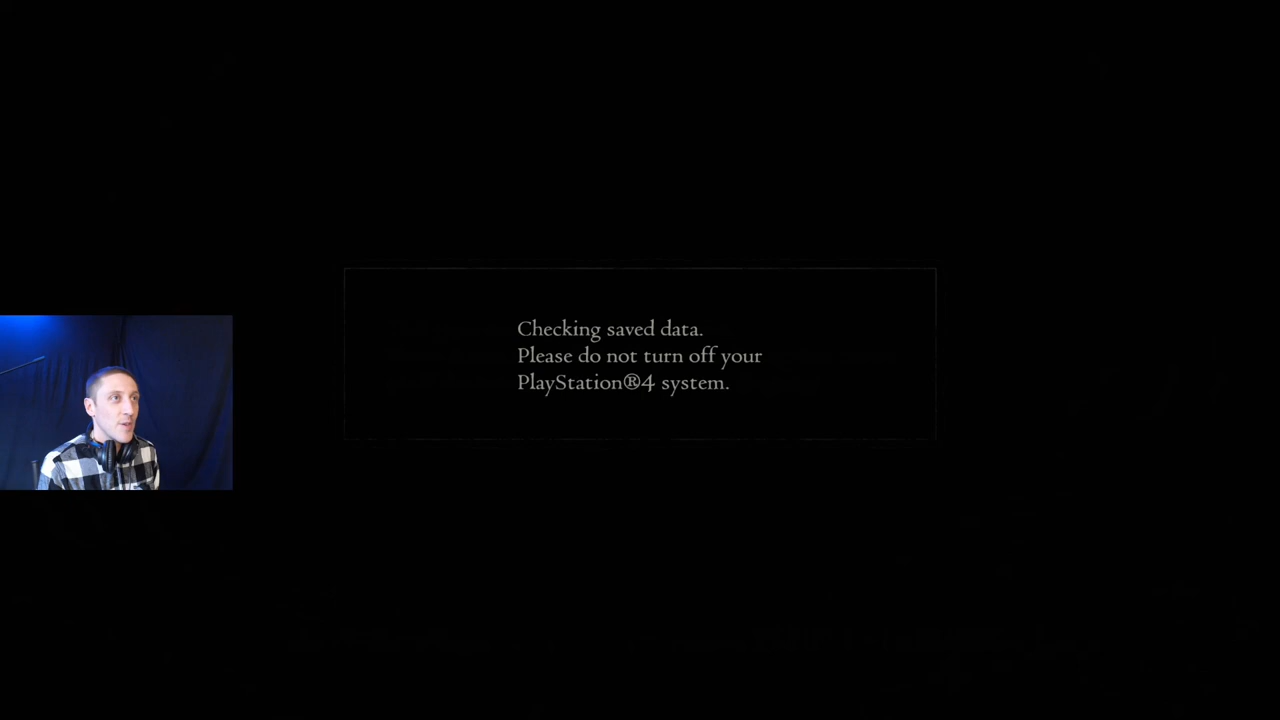 Checking saved data.
Please do not turn off your
PlayStation®4 system.